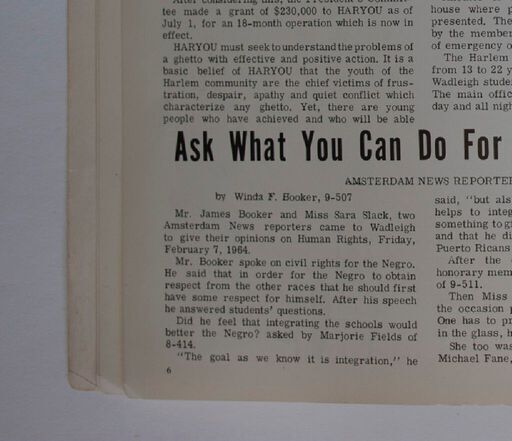 After considering this, the President's Commit-
tee made a grant of $230,000 to HARYOU as of
July 1, for an 18-month operation which is now in
effect.
HARYOU must seek to understand the problems of
a ghetto with effective and positive action. It is a
basic belief of HARYOU that the youth of the
Harlem community are the chief victims of frus-
tration, despair, apathy and quiet conflict which
characterize any ghetto. Yet, there are young
people who have achieved and who will be able
house where p
presented. The
by the member
of emergency o
The Harlem
from 13 to 22 y
Wadleigh stude
The main offic
day and all nigh
Ask What You Can Do For
AMSTERDAM NEWS REPORTER
by Winda F. Booker, 9-507
Mr. James Booker and Miss Sara Slack, two
Amsterdam News reporters came to Wadleigh
to give their opinions on Human Rights, Friday,
February 7, 1964.
Mr. Booker spoke on civil rights for the Negro.
He said that in order for the Negro to obtain
respect from the other races that he should first
have some respect for himself. After his speech
he answered students' questions.
Did he feel that integrating the schools would
better the Negro? asked by Marjorie Fields of
8-414.
"The goal as we know it is integration," he
said, "but als
helps to integ
something to gi
and that he di
Puerto Ricans
After the
honorary mem
of 9-511.
Then Miss
the occasion p
One has to pr
in the glass, h
She too was
Michael Fane,
6